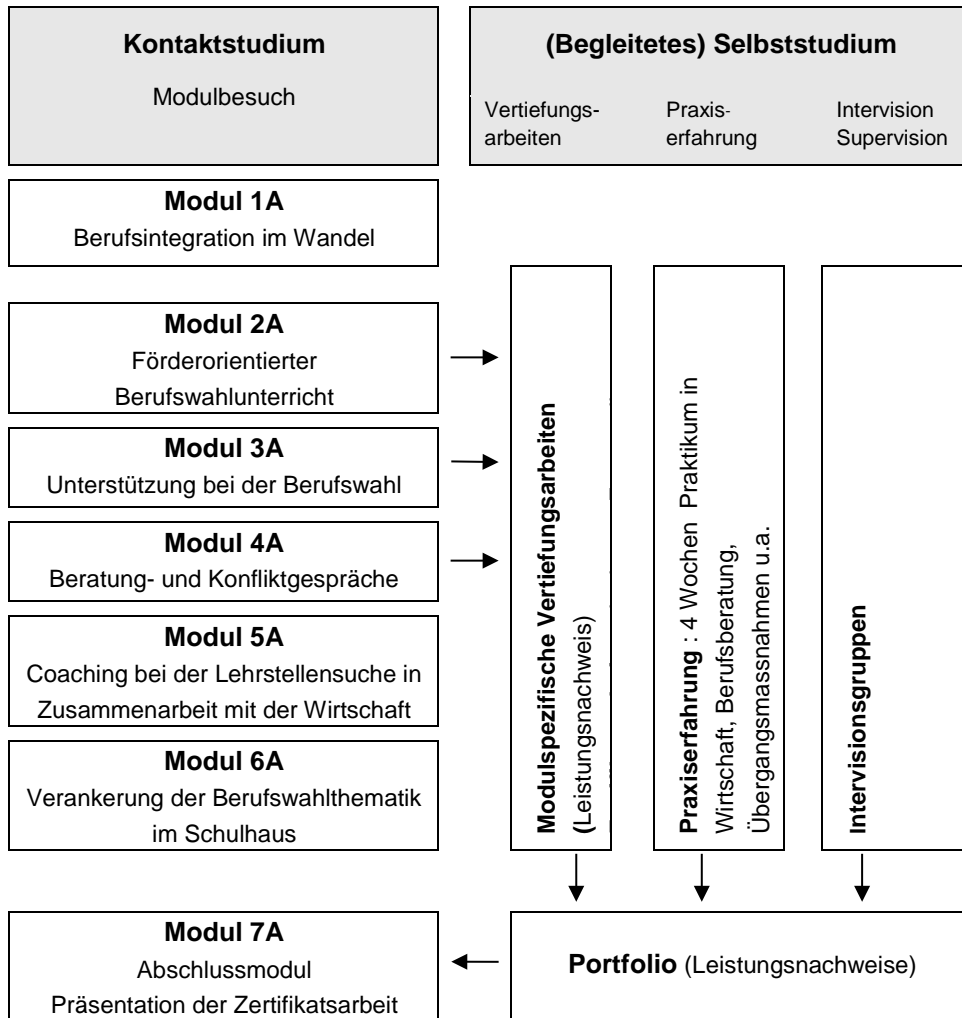 Kontaktstudium
Modulbesuch
(Begleitetes) Selbststudium
Vertiefungs-
arbeiten
Praxis-
erfahrung
Intervision
Supervision
Modul 1A
Berufsintegration im Wandel
Modul 2A
Förderorientierter
Berufswahlunterricht
Modul 3A
Unterstützung bei der Berufswahl
Modul 4A
Beratung- und Konfliktgespräche
Modul 5A
Coaching bei der Lehrstellensuche in
Zusammenarbeit mit der Wirtschaft
Modul 6A
Verankerung der Berufswahlthematik
im Schulhaus
Modulspezifische Vertiefungsarbeiten
(Leistungsnachweis)
Praxiserfahrung : 4 Wochen Praktikum in
Wirtschaft, Berufsberatung,
Übergangsmassnahmen u.a.
Intervisionsgruppen
Modul 7A
Abschlussmodul
Präsentation der Zertifikatsarbeit
Portfolio (Leistungsnachweise)